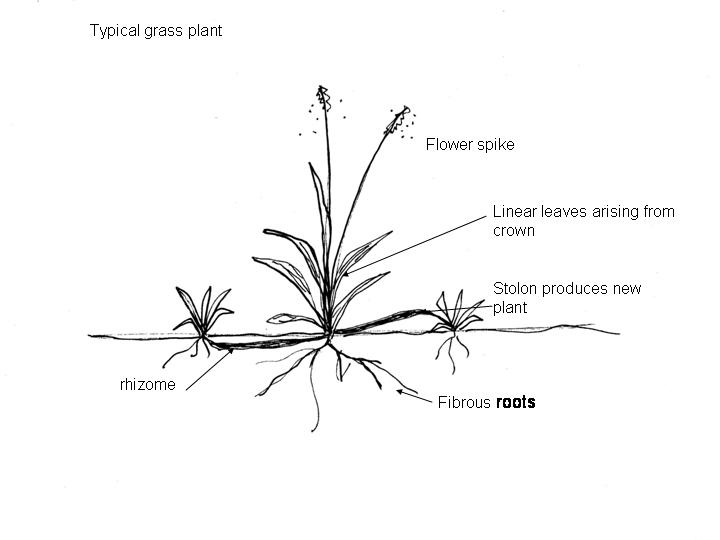 Typical grass plant
Flower spike
Linear leaves arising from
crown
Stolon produces new
plant
rhizome
Fibrous roots